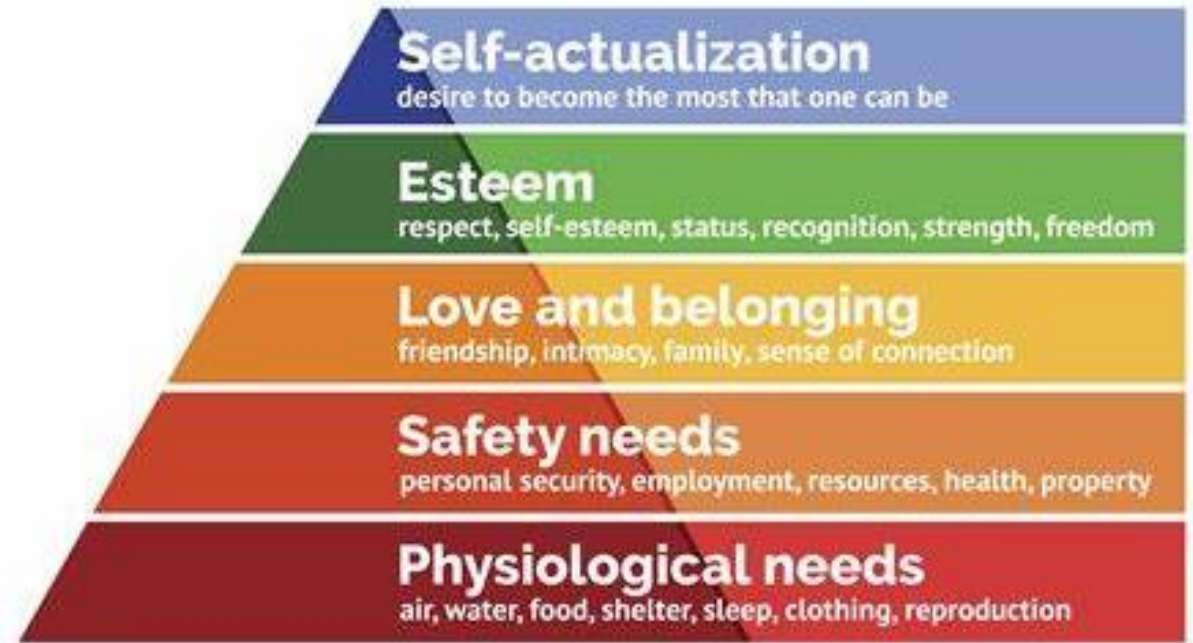 Self-actualization
desire to become the most that one can be
Esteem
respect, self-esteem, status, recognition, strength, freedom
Love and belonging
friendship, intimacy, family, sense of connection
Safety needs
personal security, employment, resources, health, property
Physiological needs
air, water, food, shelter, sleep, clothing, reproduction